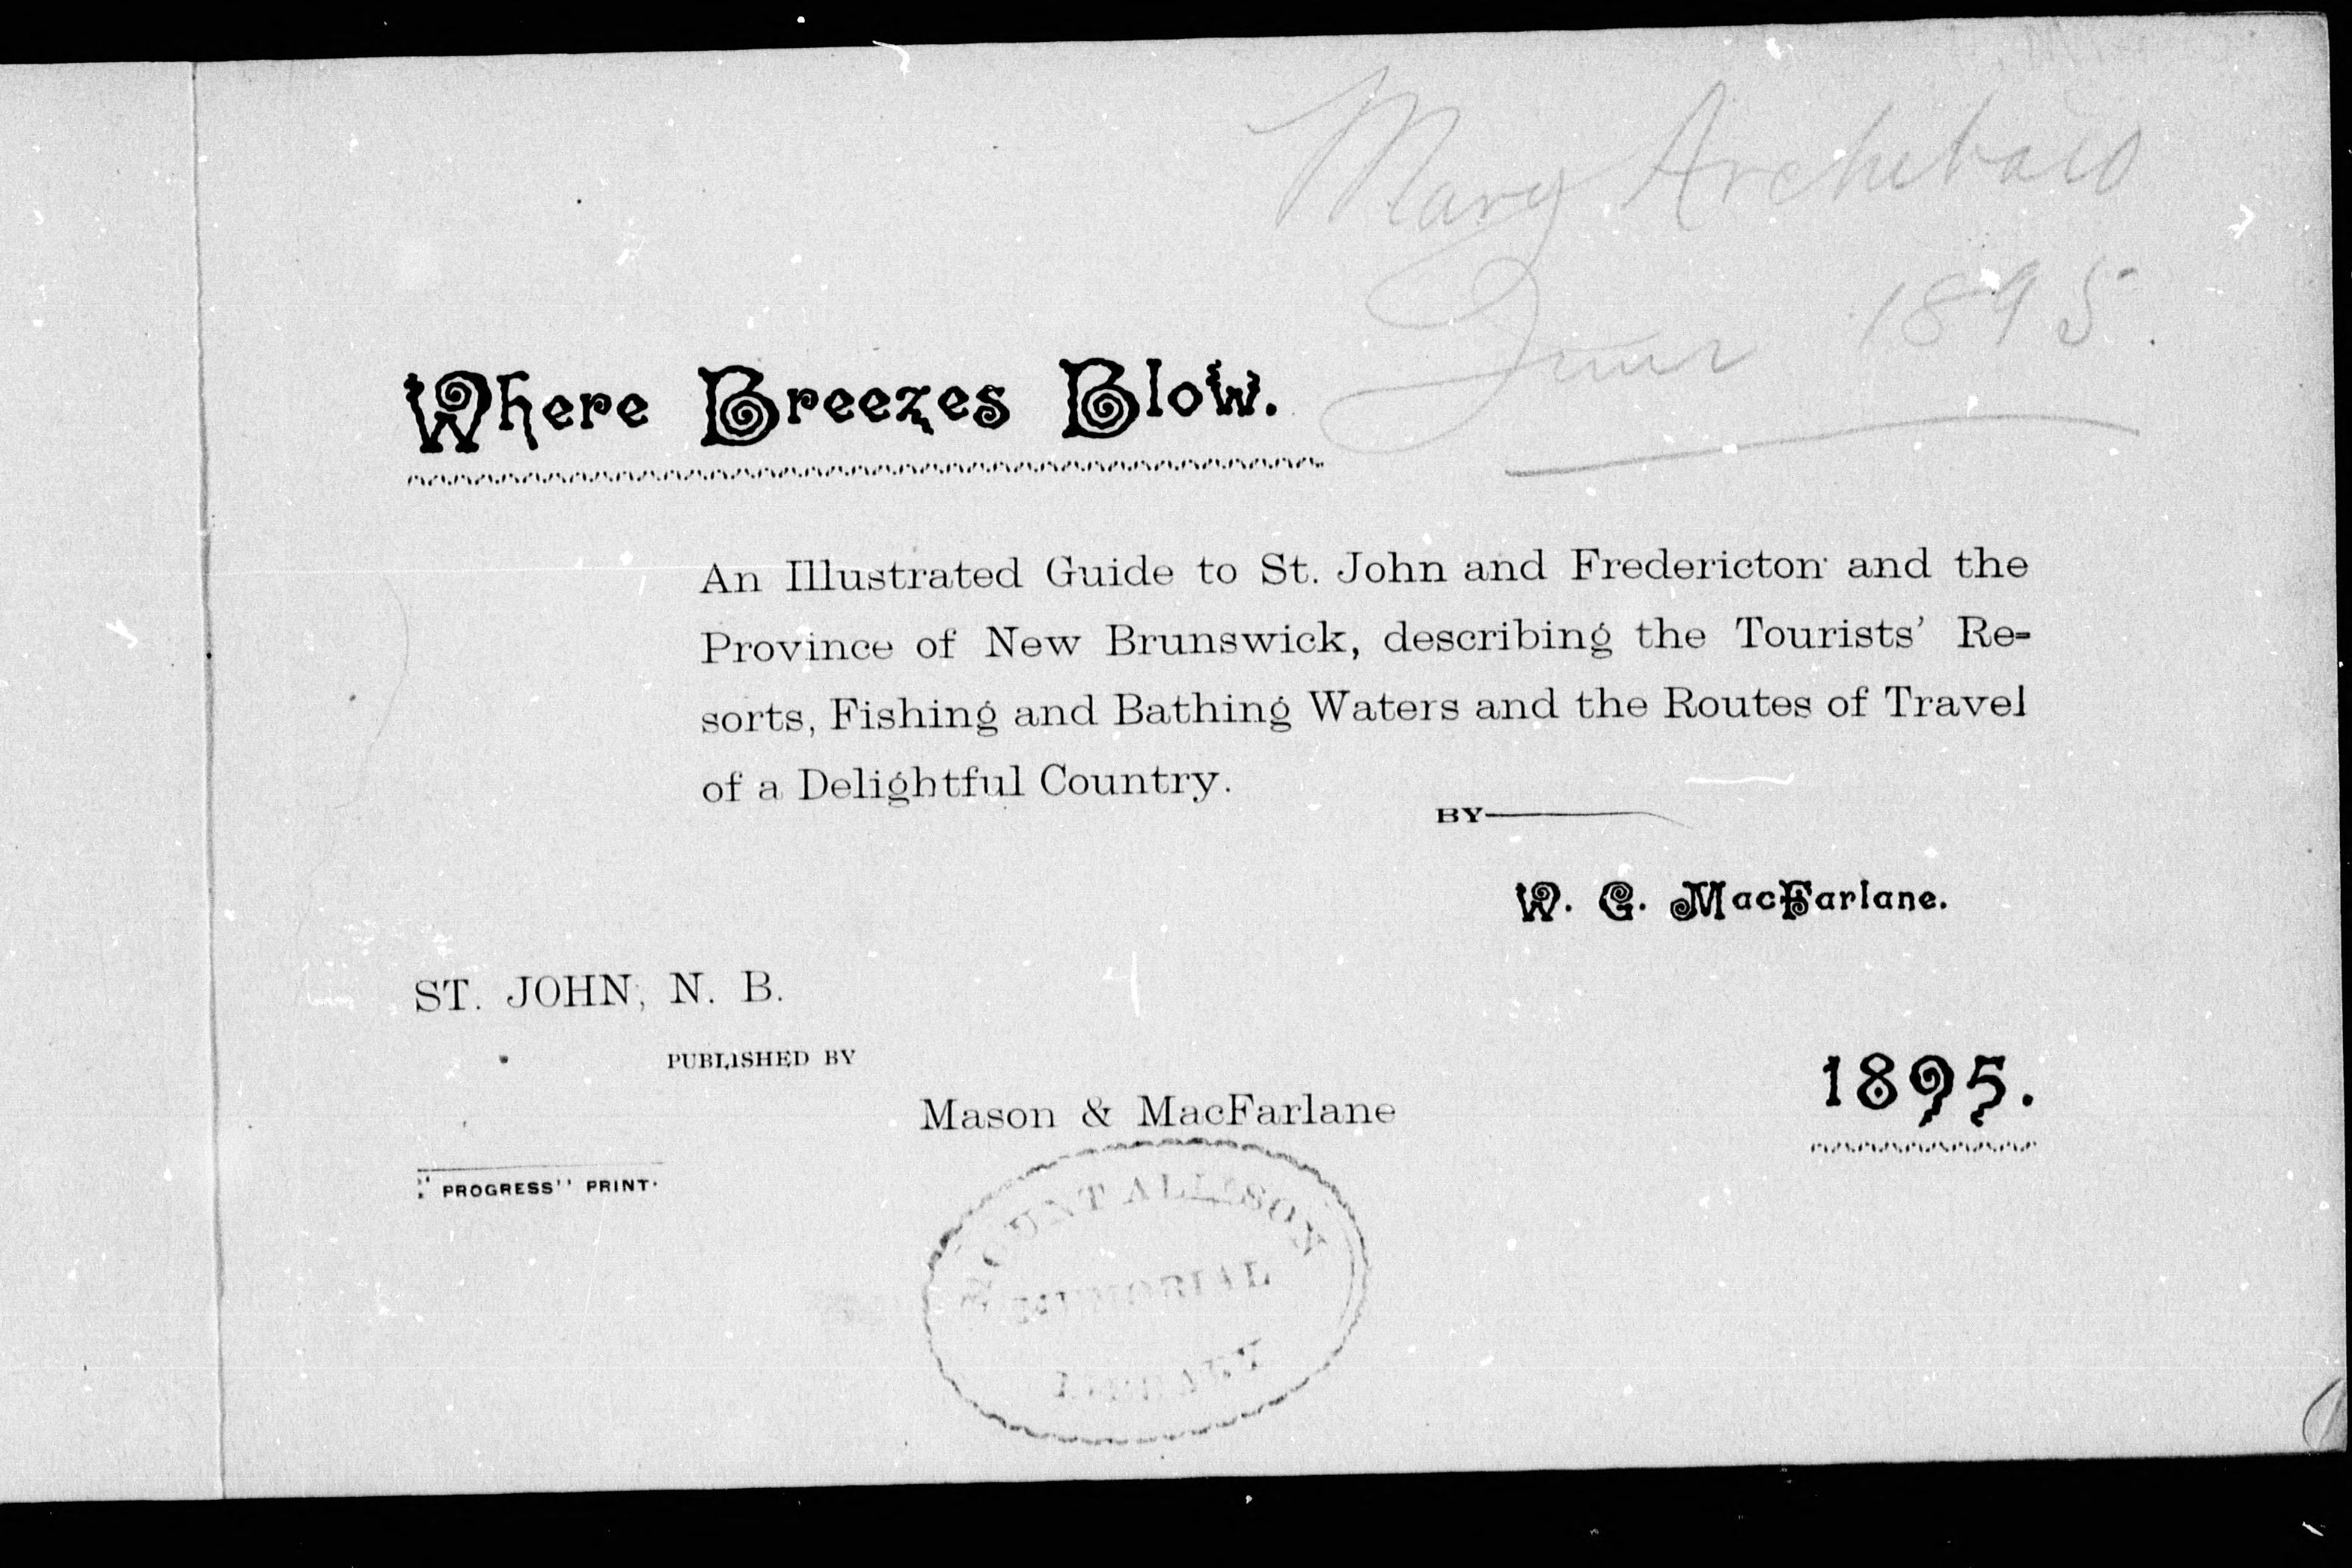 Mary Archibald
June 1895.
Where Breezes Blow.
An Illustrated Guide to St. John and Fredericton and the
Province of New Brunswick, describing the Tourists' Re-
sorts, Fishing and Bathing Waters and the Routes of Travel
of a Delightful Country.
BY
W. G. MacFarlane.
ST. JOHN, N. B.
PUBLISHED BY
Mason & MacFarlane
1895.
"PROGRESS" PRINT.
MOUNT ALLISON
MEMORIAL
LIBRARY